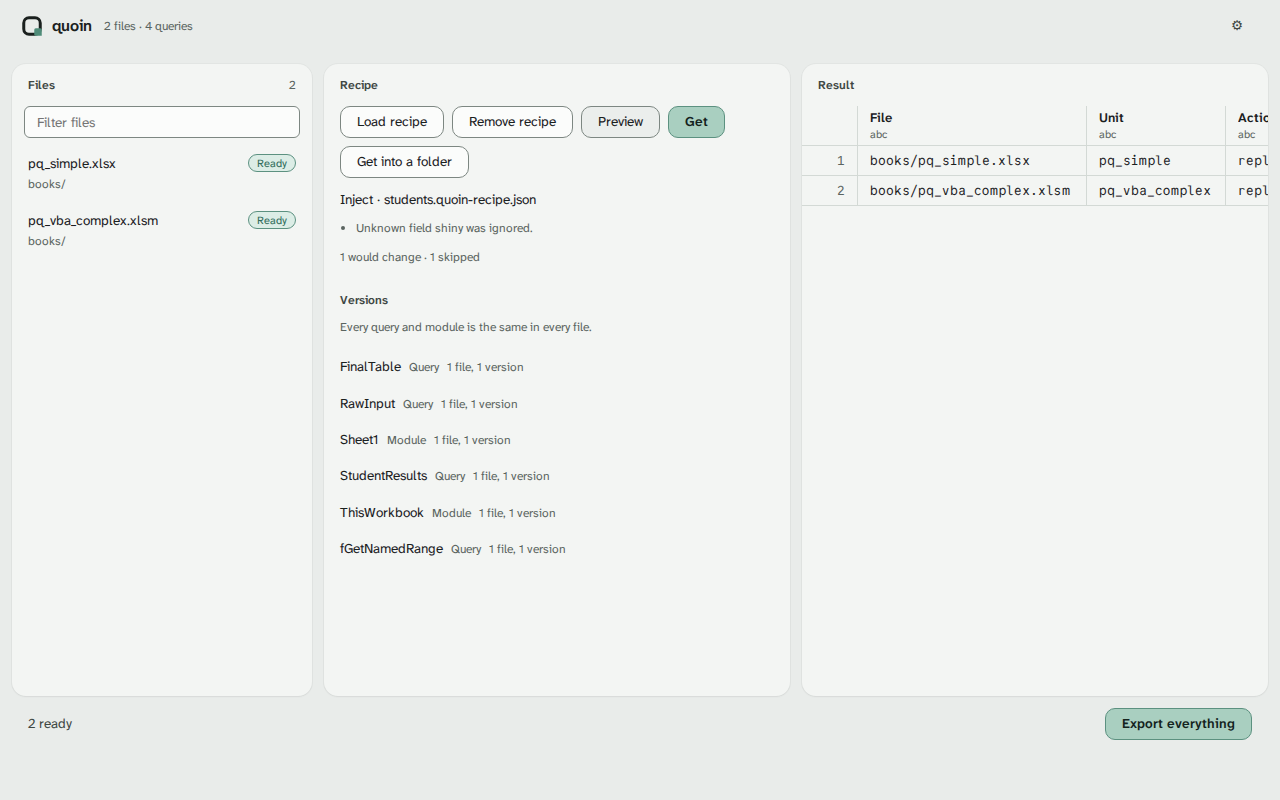 quoin 2 files · 4 queries
Files 2
Filter files
pq_simple.xlsx Ready
books/
pq_vba_complex.xlsm Ready
books/
Recipe
Load recipe Remove recipe Preview Get
Get into a folder
Inject · students.quoin-recipe.json
• Unknown field shiny was ignored.
1 would change · 1 skipped
Versions
Every query and module is the same in every file.
FinalTable Query 1 file, 1 version
RawInput Query 1 file, 1 version
Sheet1 Module 1 file, 1 version
StudentResults Query 1 file, 1 version
ThisWorkbook Module 1 file, 1 version
fGetNamedRange Query 1 file, 1 version
Result
File Unit Actio
abc abc abc
1 books/pq_simple.xlsx pq_simple repl
2 books/pq_vba_complex.xlsm pq_vba_complex repl
2 ready Export everything